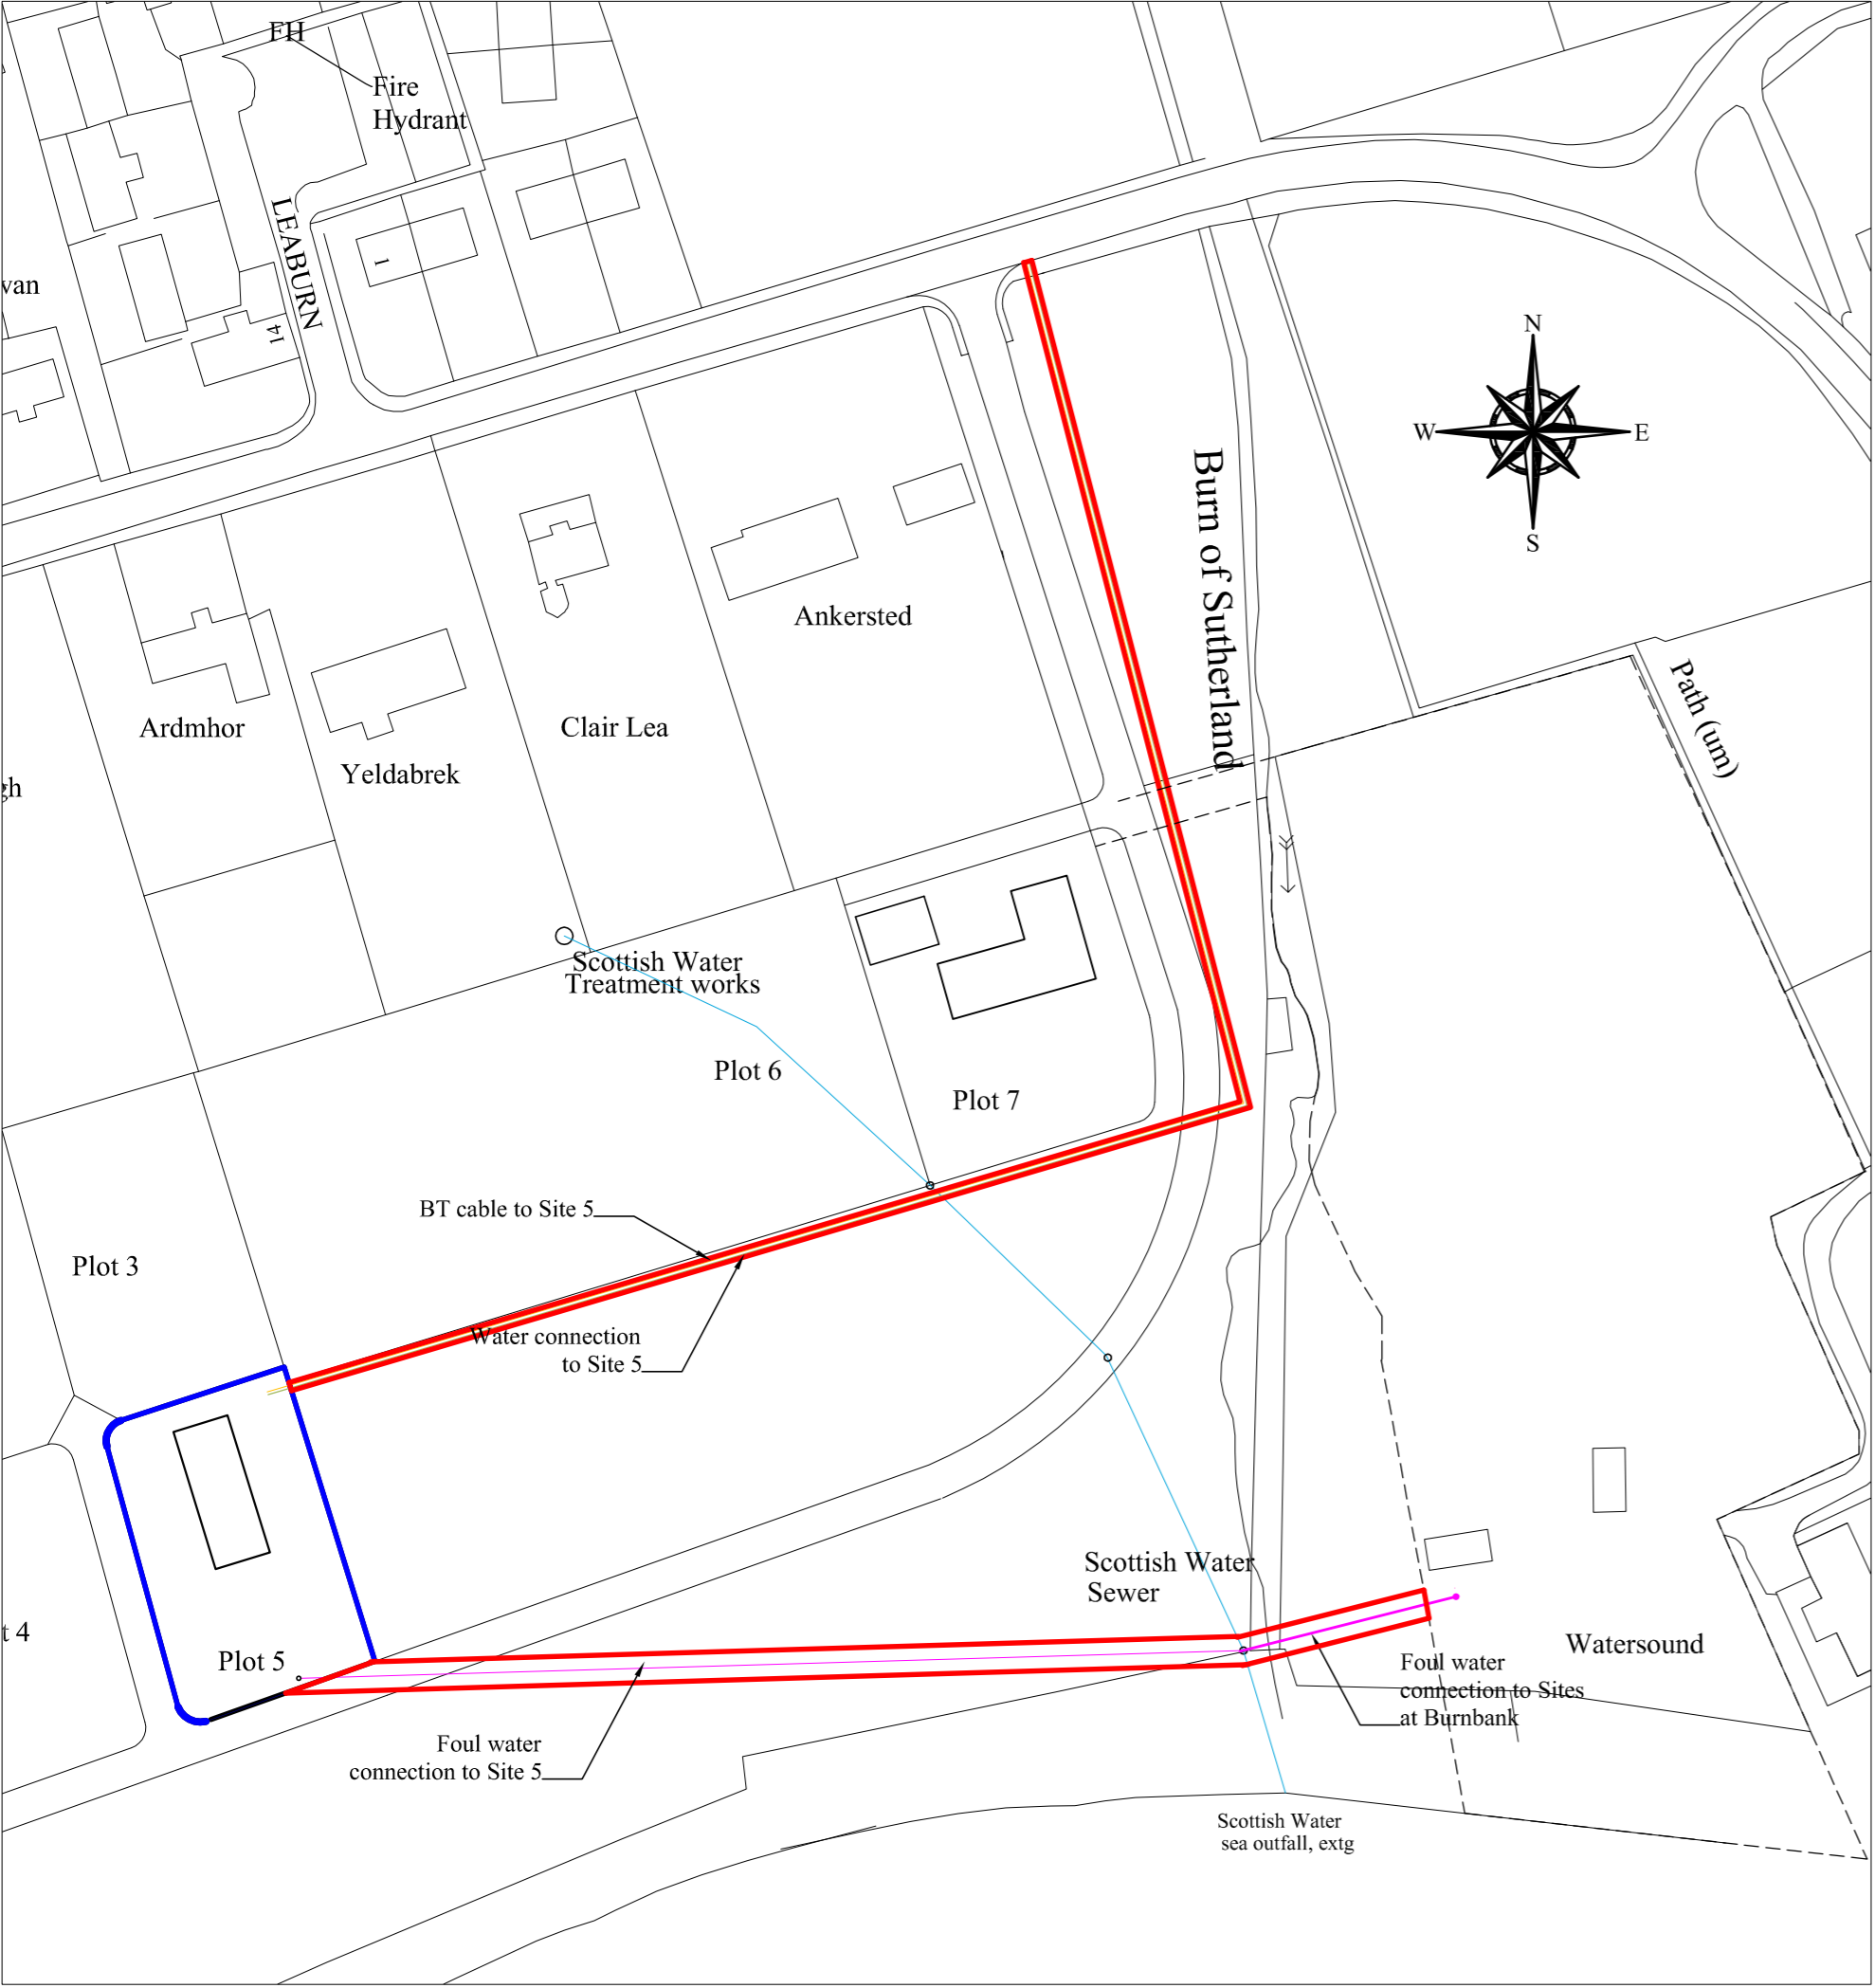 FH
Fire
Hydrant
LEABURN
1
14
van
N
W
E
S
Burn of Sutherland
Ankersted
Path (um)
Ardmhor
Clair Lea
Yeldabrek
gh
Scottish Water
Treatment works
Plot 6
Plot 7
BT cable to Site 5
Plot 3
Water connection
to Site 5
Scottish Water
Sewer
t 4
Plot 5
Watersound
Foul water
connection to Sites
at Burnbank
Foul water
connection to Site 5
Scottish Water
sea outfall, extg